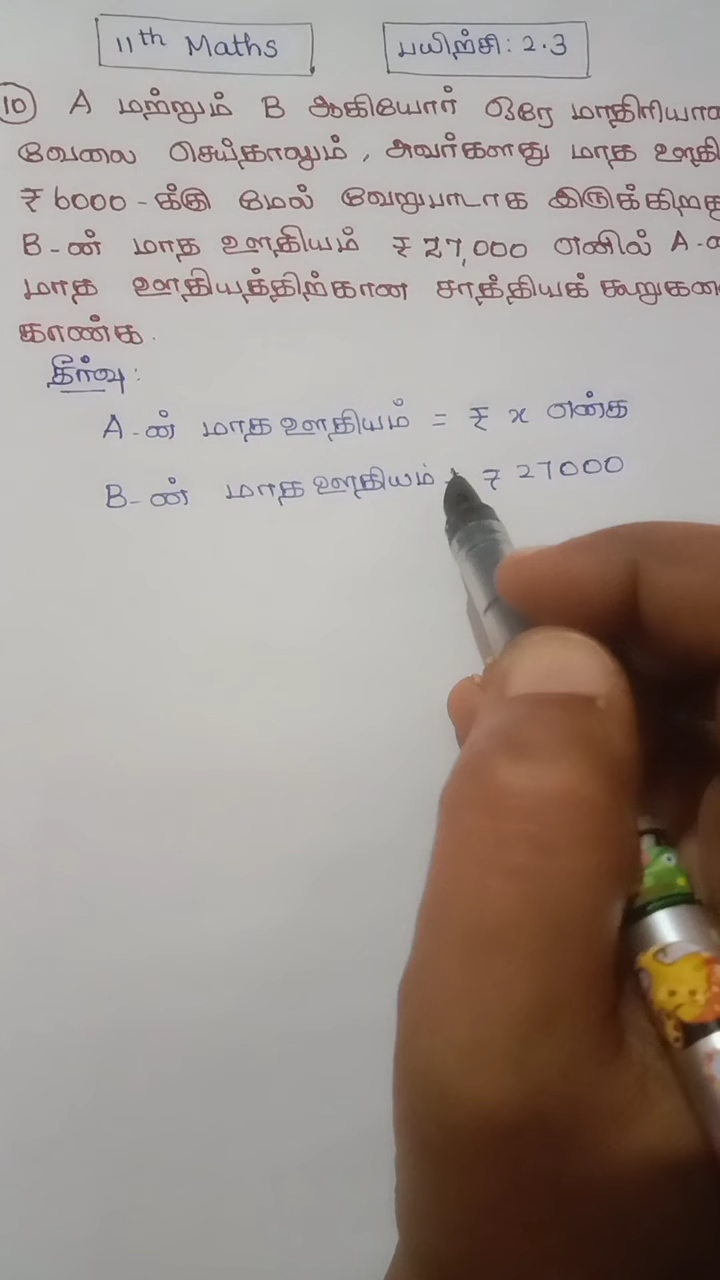 11th Maths
பயிற்சி: 2.3
10 A மற்றும் B ஆகியோர் ஒரே மாதிரியான
வேலை செய்தாலும், அவர்களது மாத ஊதி
₹ 6000 - க்கு மேல் வேறுபாடாக இருக்கிறது
B-ன் மாத ஊதியம் ₹ 27,000 எனில் A-
மாத ஊதியத்திற்கான சாத்தியக் கூறுகளை
காண்க.
தீர்வு:
A-ன் மாத ஊதியம் = ₹ x என்க
B-ன் மாத ஊதியம் ₹ 27000